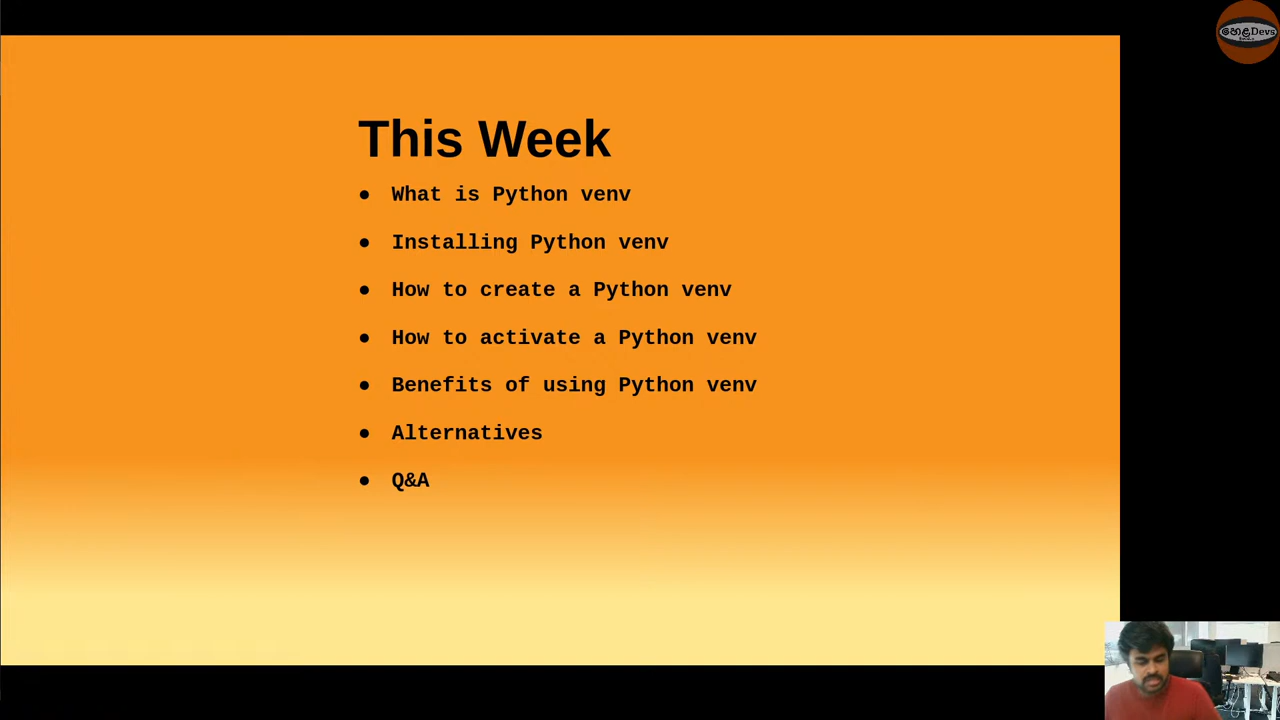 හෙළDevs
This Week
● What is Python venv
● Installing Python venv
● How to create a Python venv
● How to activate a Python venv
● Benefits of using Python venv
● Alternatives
● Q&A